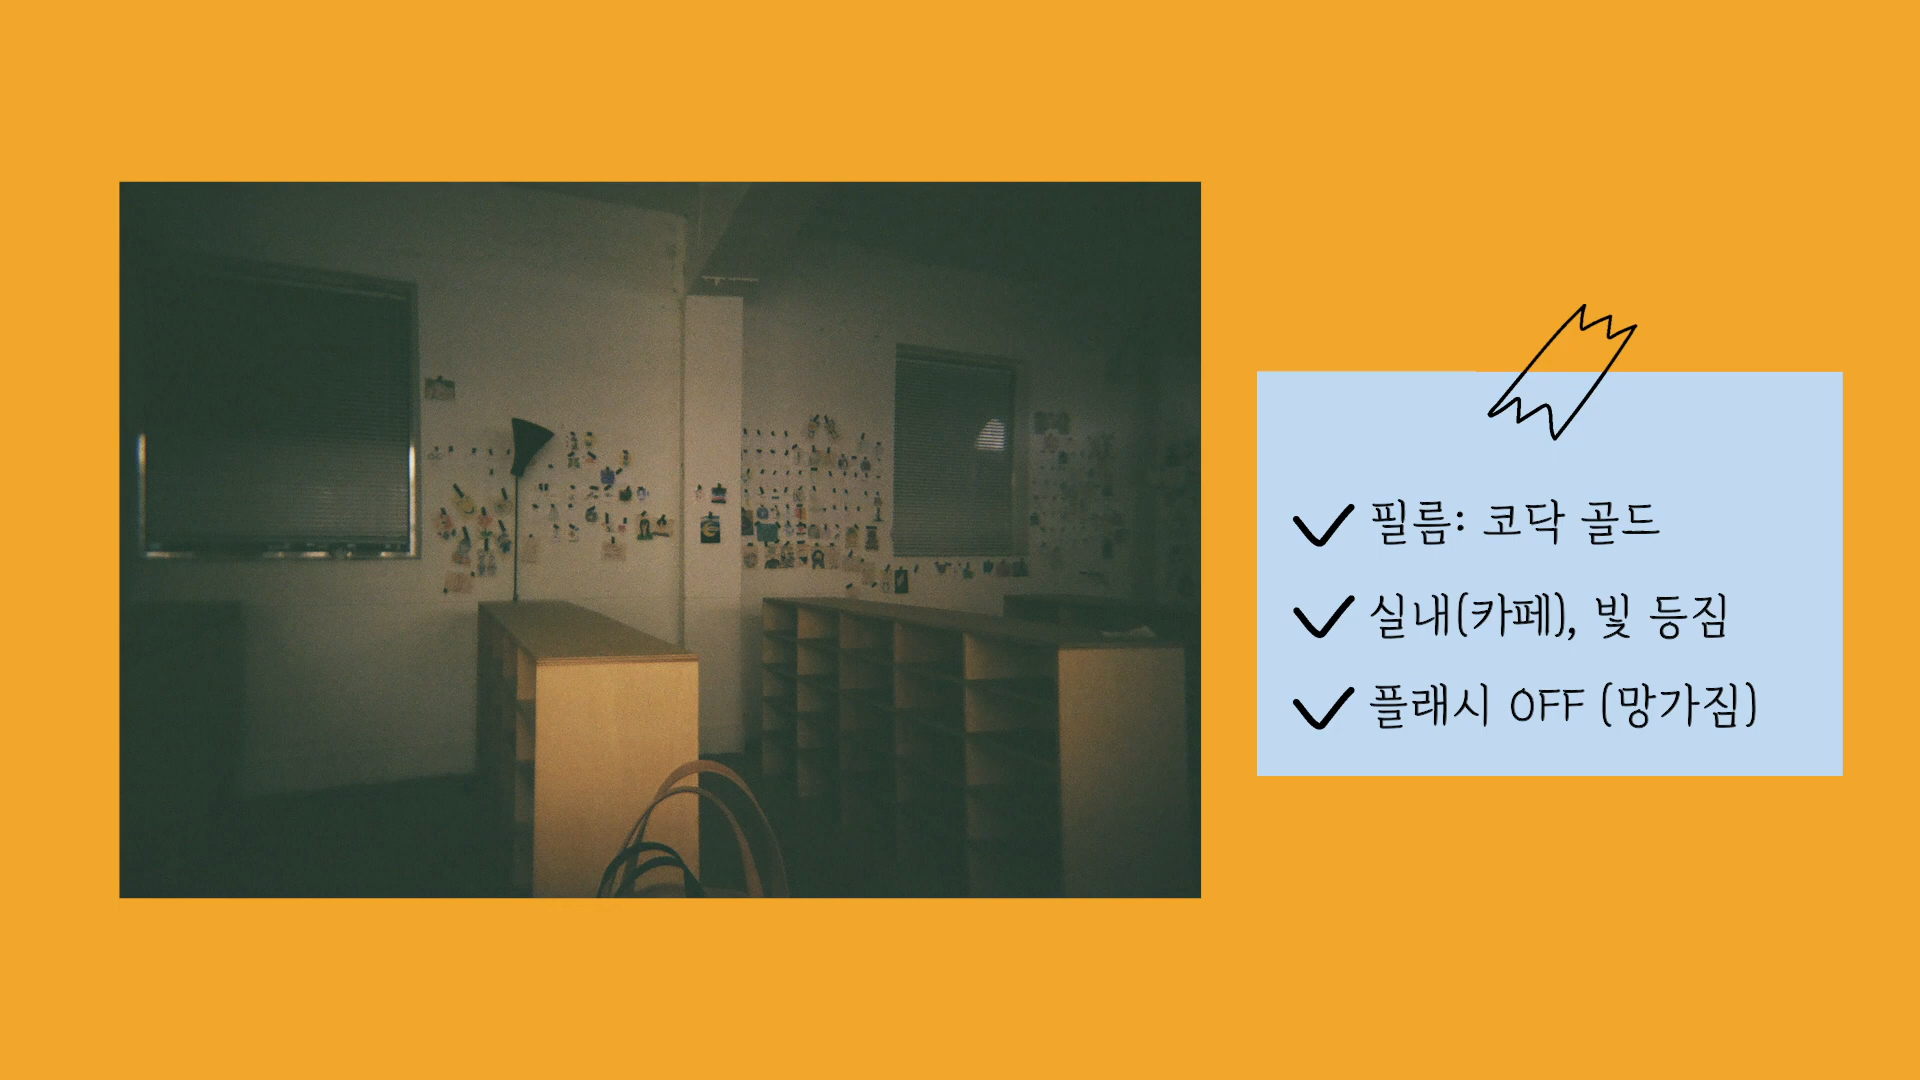 필름: 코닥 골드
실내(카페), 빛 등짐
플래시 OFF (망가짐)